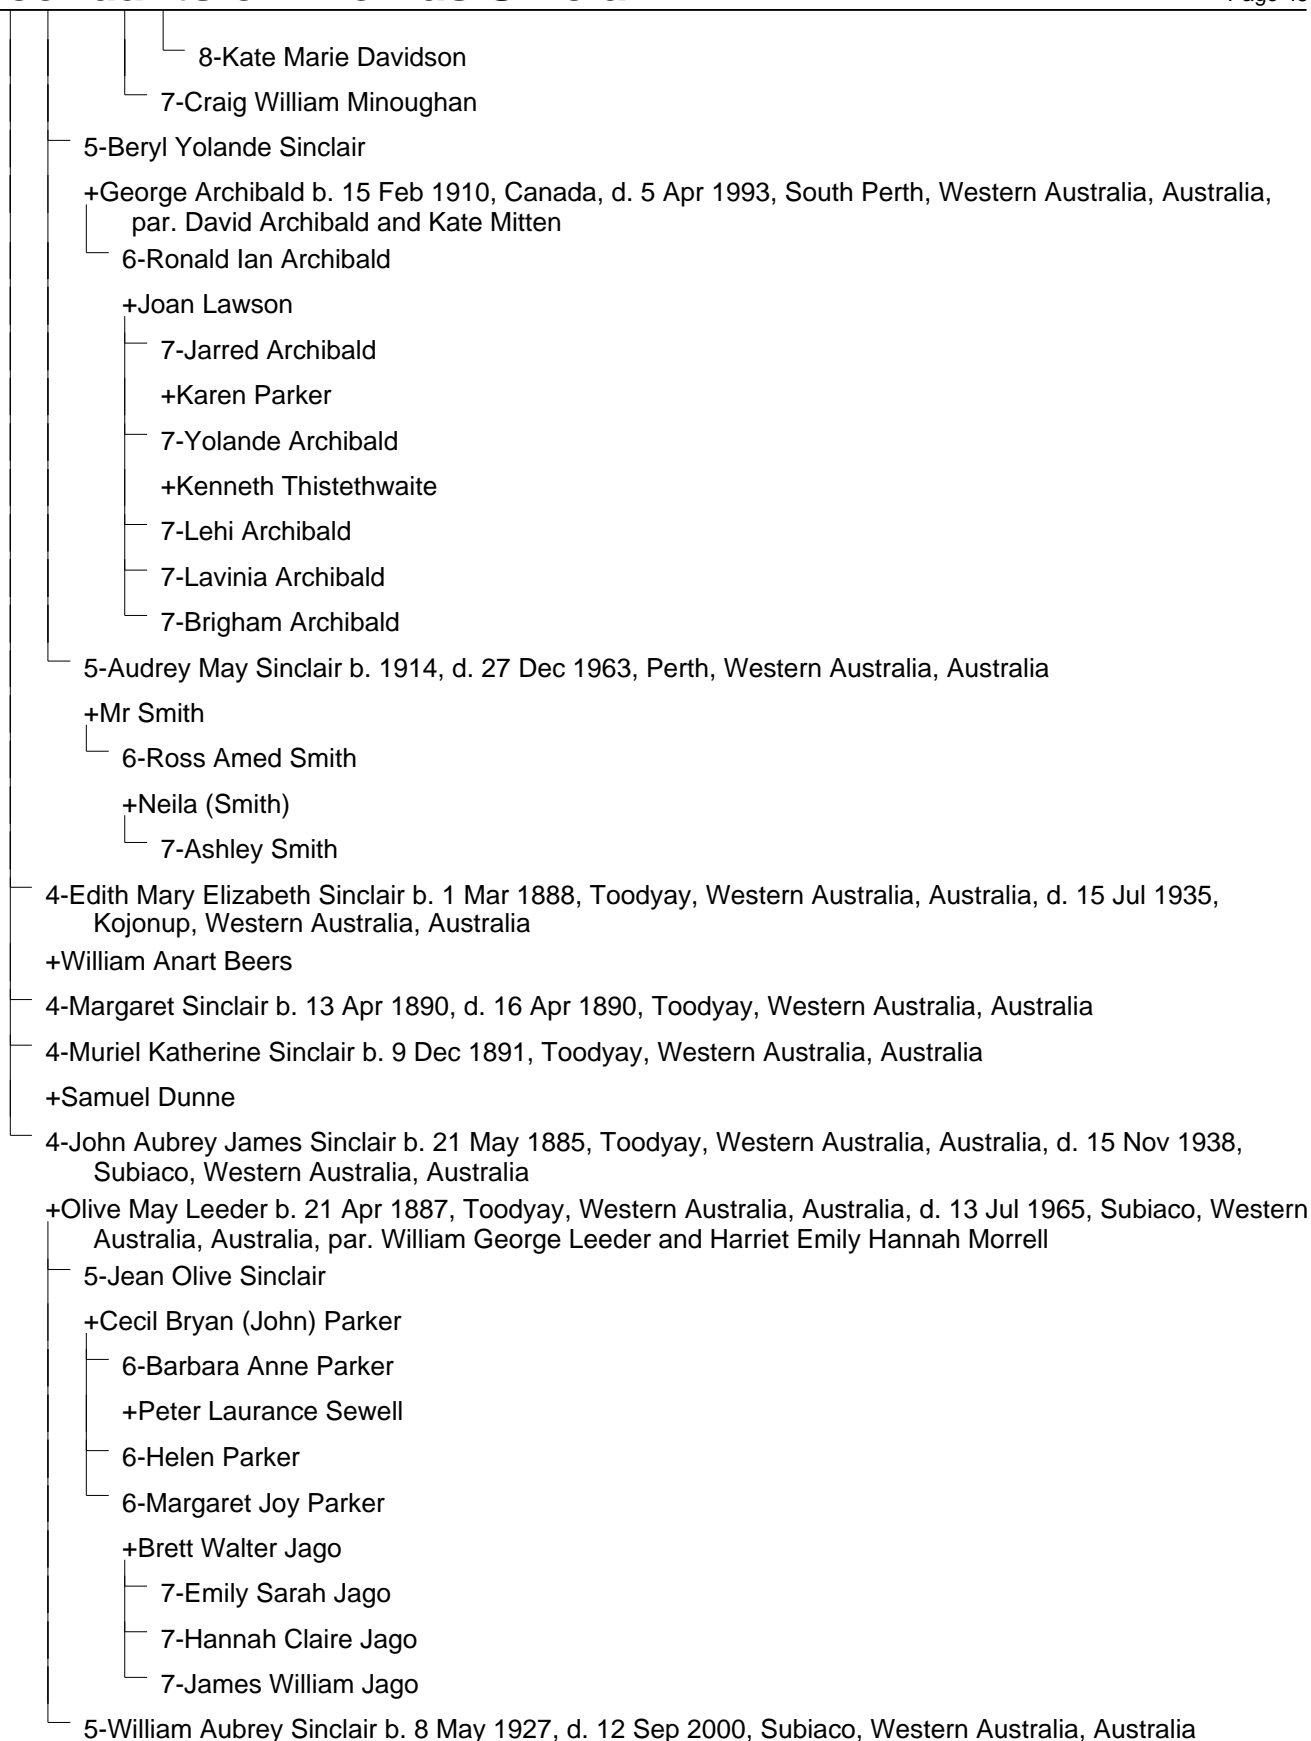 8-Kate Marie Davidson
7-Craig William Minoughan
5-Beryl Yolande Sinclair
+George Archibald b. 15 Feb 1910, Canada, d. 5 Apr 1993, South Perth, Western Australia, Australia,
par. David Archibald and Kate Mitten
6-Ronald Ian Archibald
+Joan Lawson
7-Jarred Archibald
+Karen Parker
7-Yolande Archibald
+Kenneth Thistethwaite
7-Lehi Archibald
7-Lavinia Archibald
7-Brigham Archibald
5-Audrey May Sinclair b. 1914, d. 27 Dec 1963, Perth, Western Australia, Australia
+Mr Smith
6-Ross Amed Smith
+Neila (Smith)
7-Ashley Smith
4-Edith Mary Elizabeth Sinclair b. 1 Mar 1888, Toodyay, Western Australia, Australia, d. 15 Jul 1935,
Kojonup, Western Australia, Australia
+William Anart Beers
4-Margaret Sinclair b. 13 Apr 1890, d. 16 Apr 1890, Toodyay, Western Australia, Australia
4-Muriel Katherine Sinclair b. 9 Dec 1891, Toodyay, Western Australia, Australia
+Samuel Dunne
4-John Aubrey James Sinclair b. 21 May 1885, Toodyay, Western Australia, Australia, d. 15 Nov 1938,
Subiaco, Western Australia, Australia
+Olive May Leeder b. 21 Apr 1887, Toodyay, Western Australia, Australia, d. 13 Jul 1965, Subiaco, Western
Australia, Australia, par. William George Leeder and Harriet Emily Hannah Morrell
5-Jean Olive Sinclair
+Cecil Bryan (John) Parker
6-Barbara Anne Parker
+Peter Laurance Sewell
6-Helen Parker
6-Margaret Joy Parker
+Brett Walter Jago
7-Emily Sarah Jago
7-Hannah Claire Jago
7-James William Jago
5-William Aubrey Sinclair b. 8 May 1927, d. 12 Sep 2000, Subiaco, Western Australia, Australia